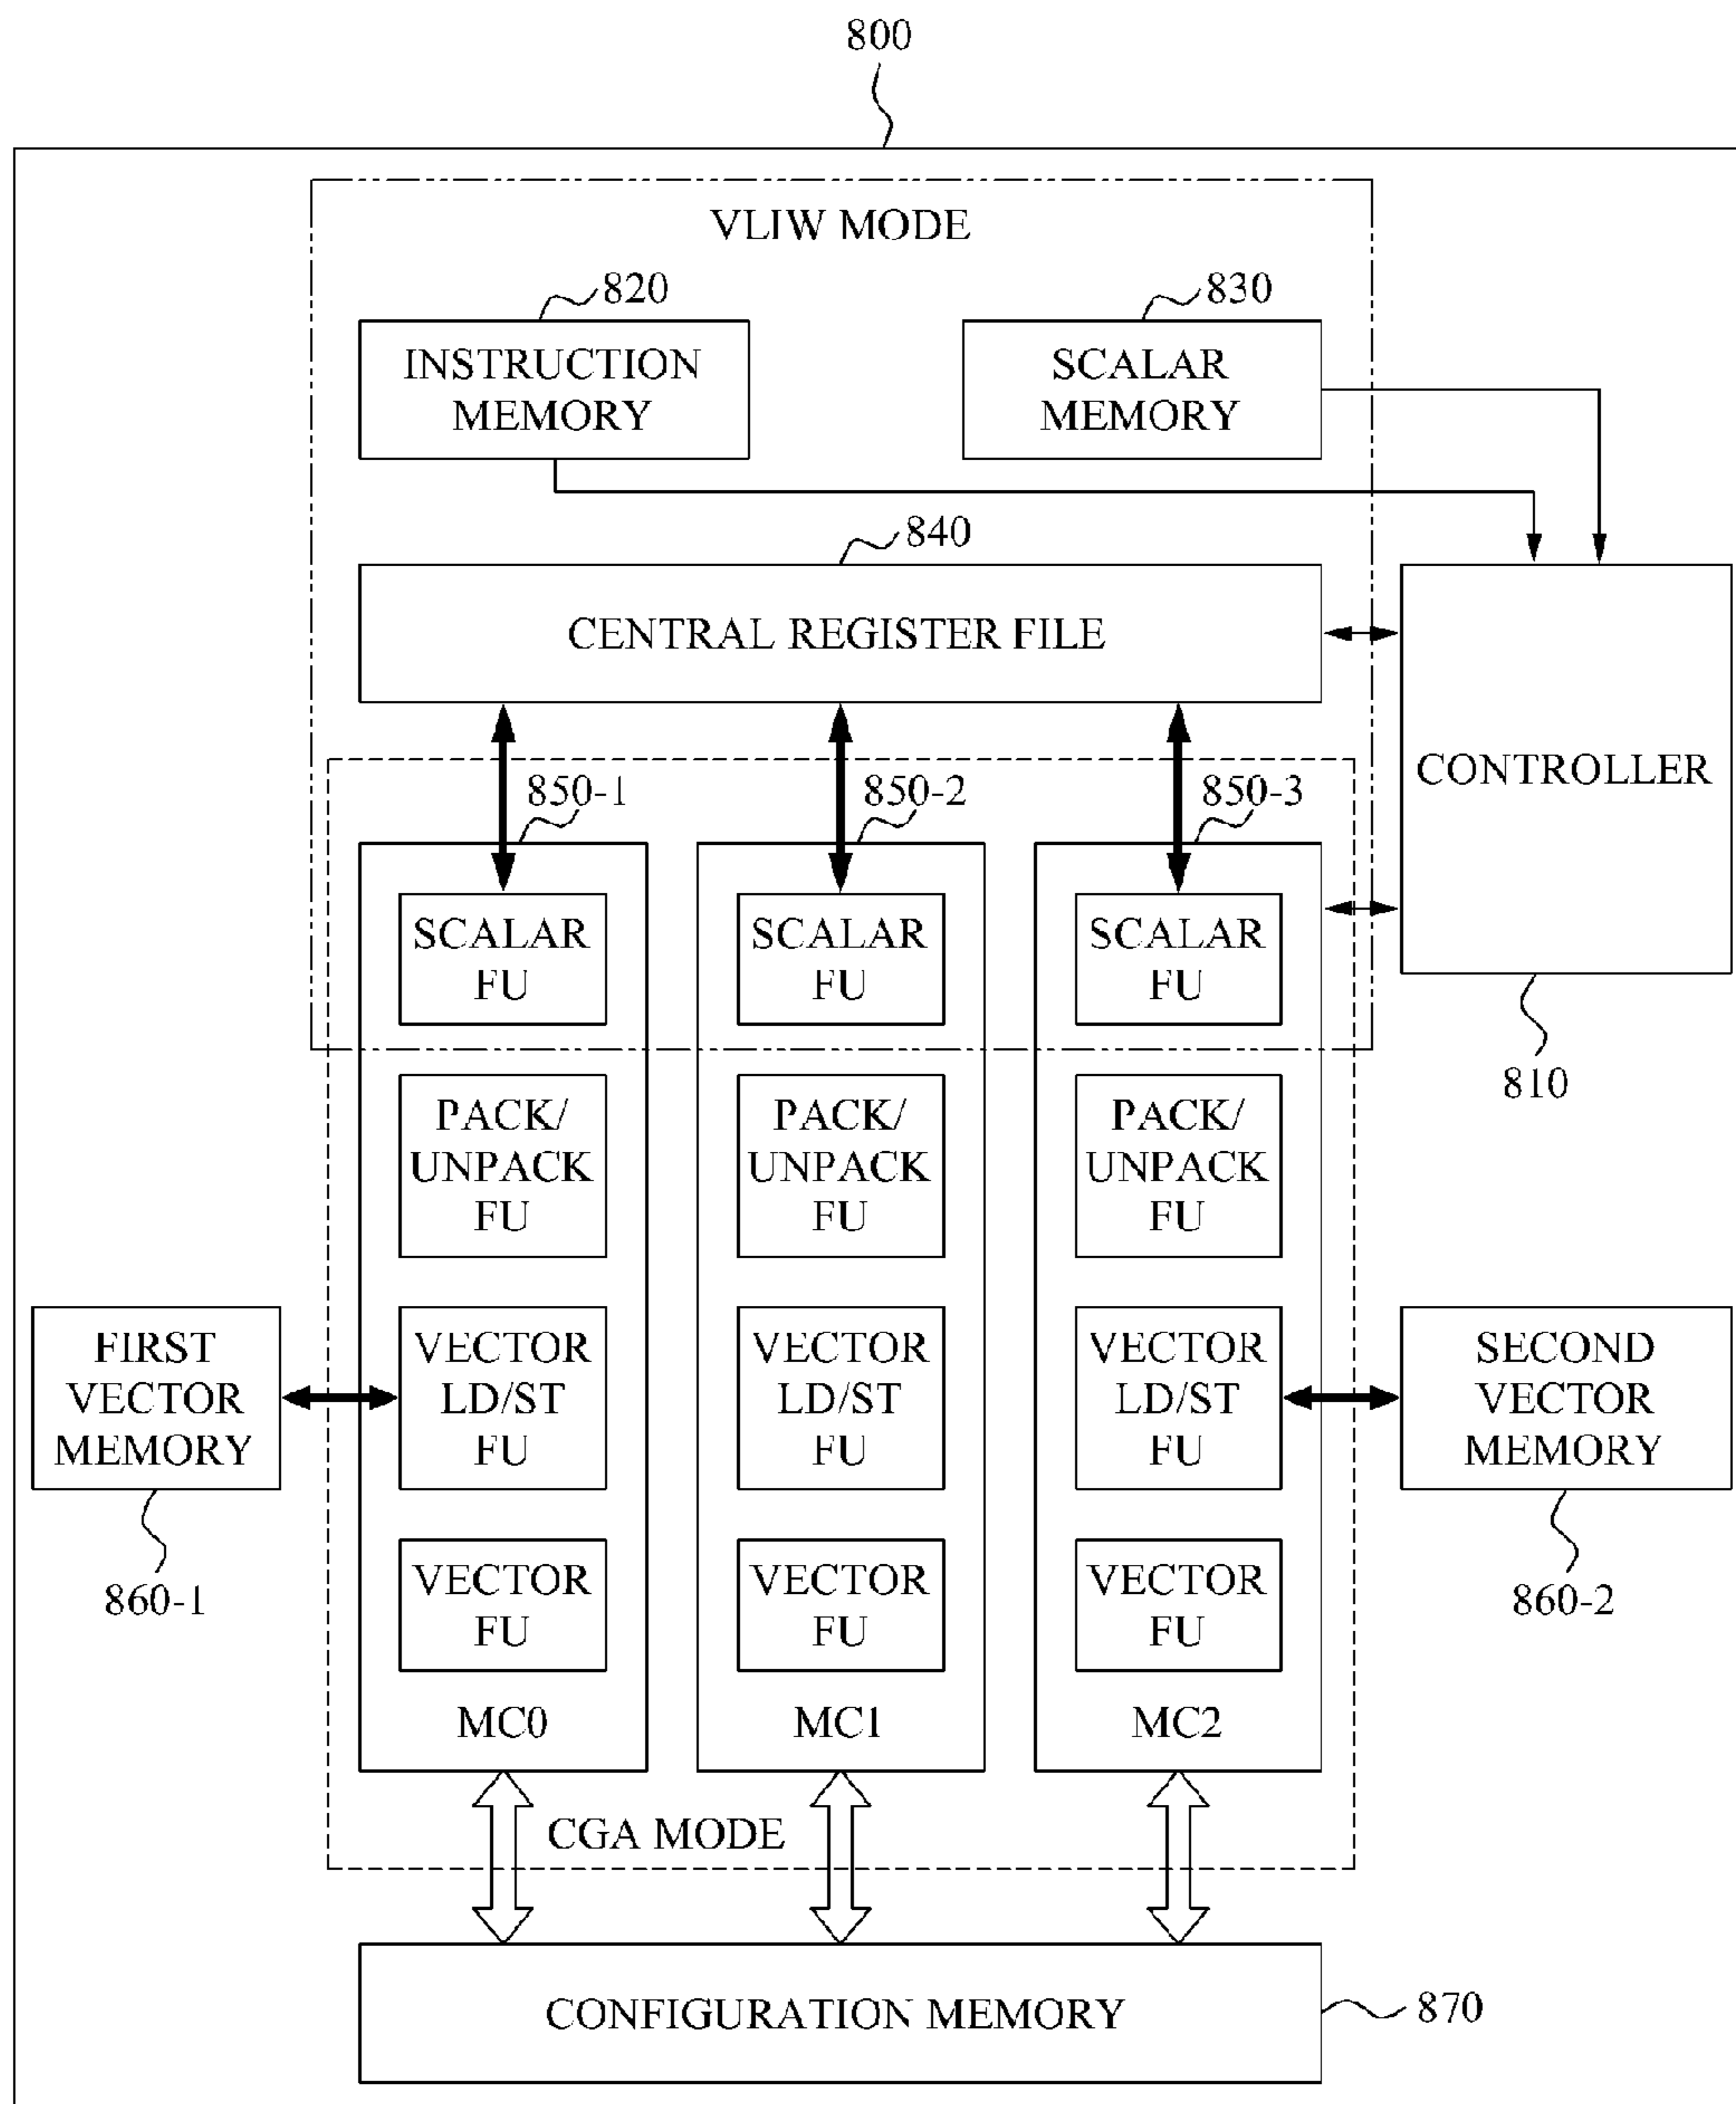 800
VLIW MODE
820
830
INSTRUCTION
MEMORY
SCALAR
MEMORY
840
CENTRAL REGISTER FILE
CONTROLLER
810
850-1
850-2
850-3
SCALAR
FU
SCALAR
FU
SCALAR
FU
PACK/
UNPACK
FU
PACK/
UNPACK
FU
PACK/
UNPACK
FU
FIRST
VECTOR
MEMORY
860-1
VECTOR
LD/ST
FU
VECTOR
LD/ST
FU
VECTOR
LD/ST
FU
SECOND
VECTOR
MEMORY
860-2
VECTOR
FU
VECTOR
FU
VECTOR
FU
MC0
MC1
MC2
CGA MODE
CONFIGURATION MEMORY
870